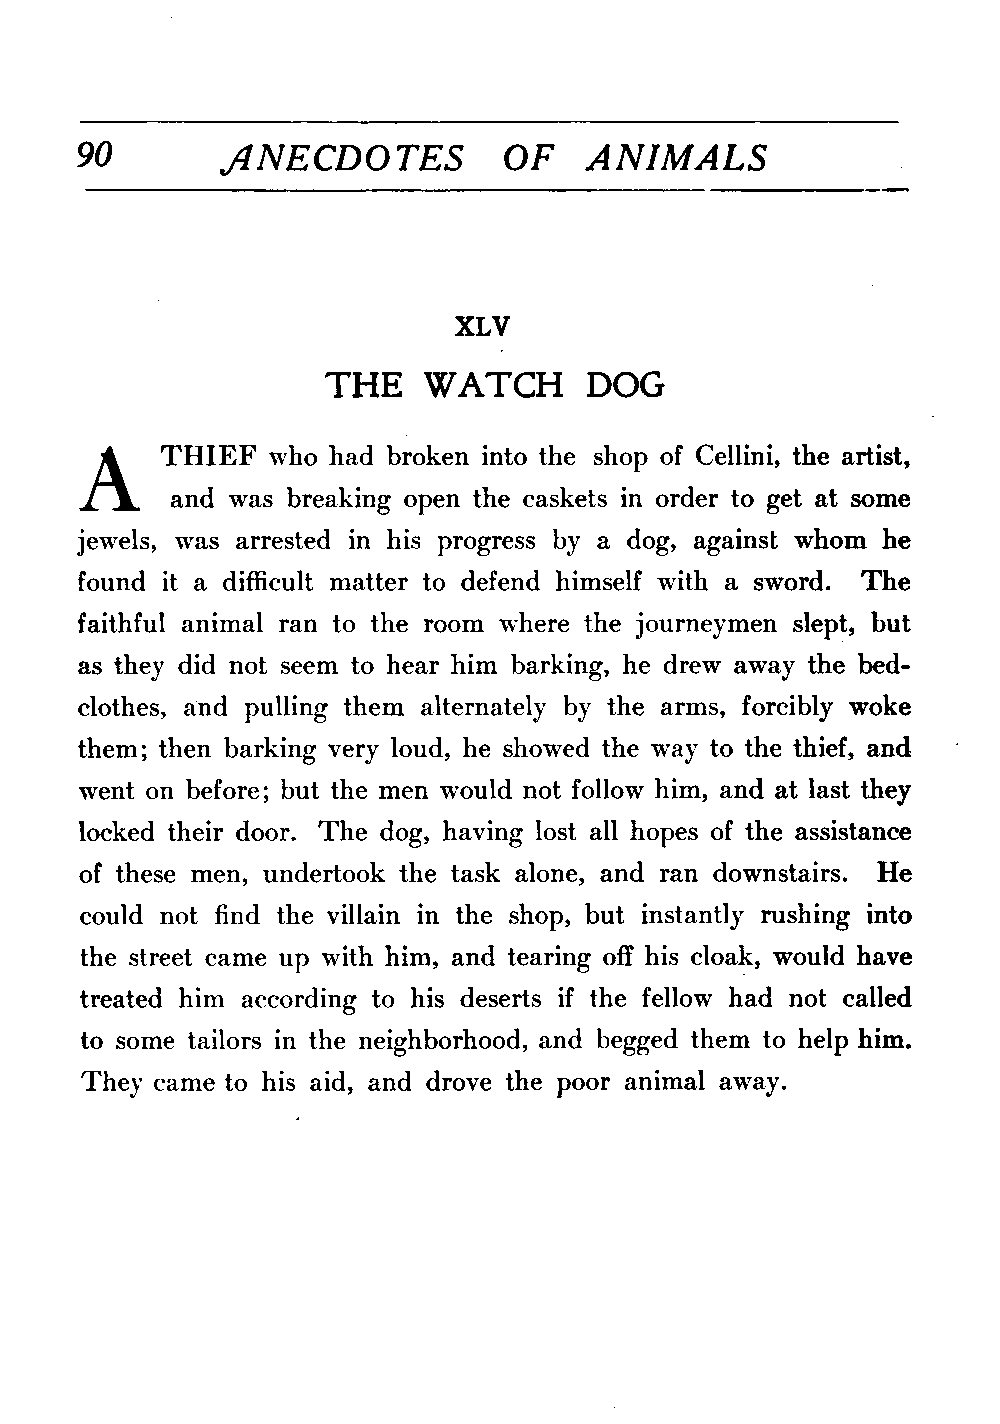 90 ANECDOTES OF ANIMALS
XLV
THE WATCH DOG
A THIEF who had broken into the shop of Cellini, the artist,
and was breaking open the caskets in order to get at some
jewels, was arrested in his progress by a dog, against whom he
found it a difficult matter to defend himself with a sword. The
faithful animal ran to the room where the journeymen slept, but
as they did not seem to hear him barking, he drew away the bed-
clothes, and pulling them alternately by the arms, forcibly woke
them; then barking very loud, he showed the way to the thief, and
went on before; but the men would not follow him, and at last they
locked their door. The dog, having lost all hopes of the assistance
of these men, undertook the task alone, and ran downstairs. He
could not find the villain in the shop, but instantly rushing into
the street came up with him, and tearing off his cloak, would have
treated him according to his deserts if the fellow had not called
to some tailors in the neighborhood, and begged them to help him.
They came to his aid, and drove the poor animal away.